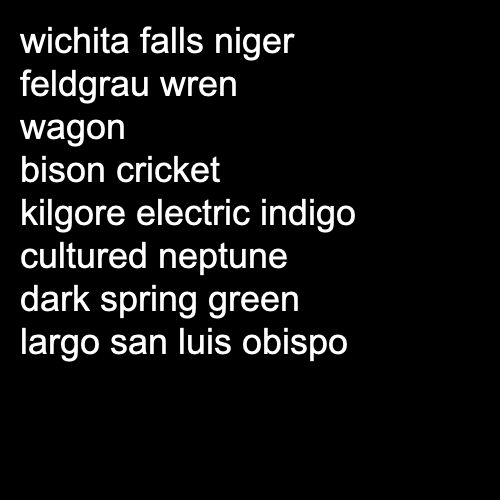 wichita falls niger
feldgrau wren
wagon
bison cricket
kilgore electric indigo
cultured neptune
dark spring green
largo san luis obispo